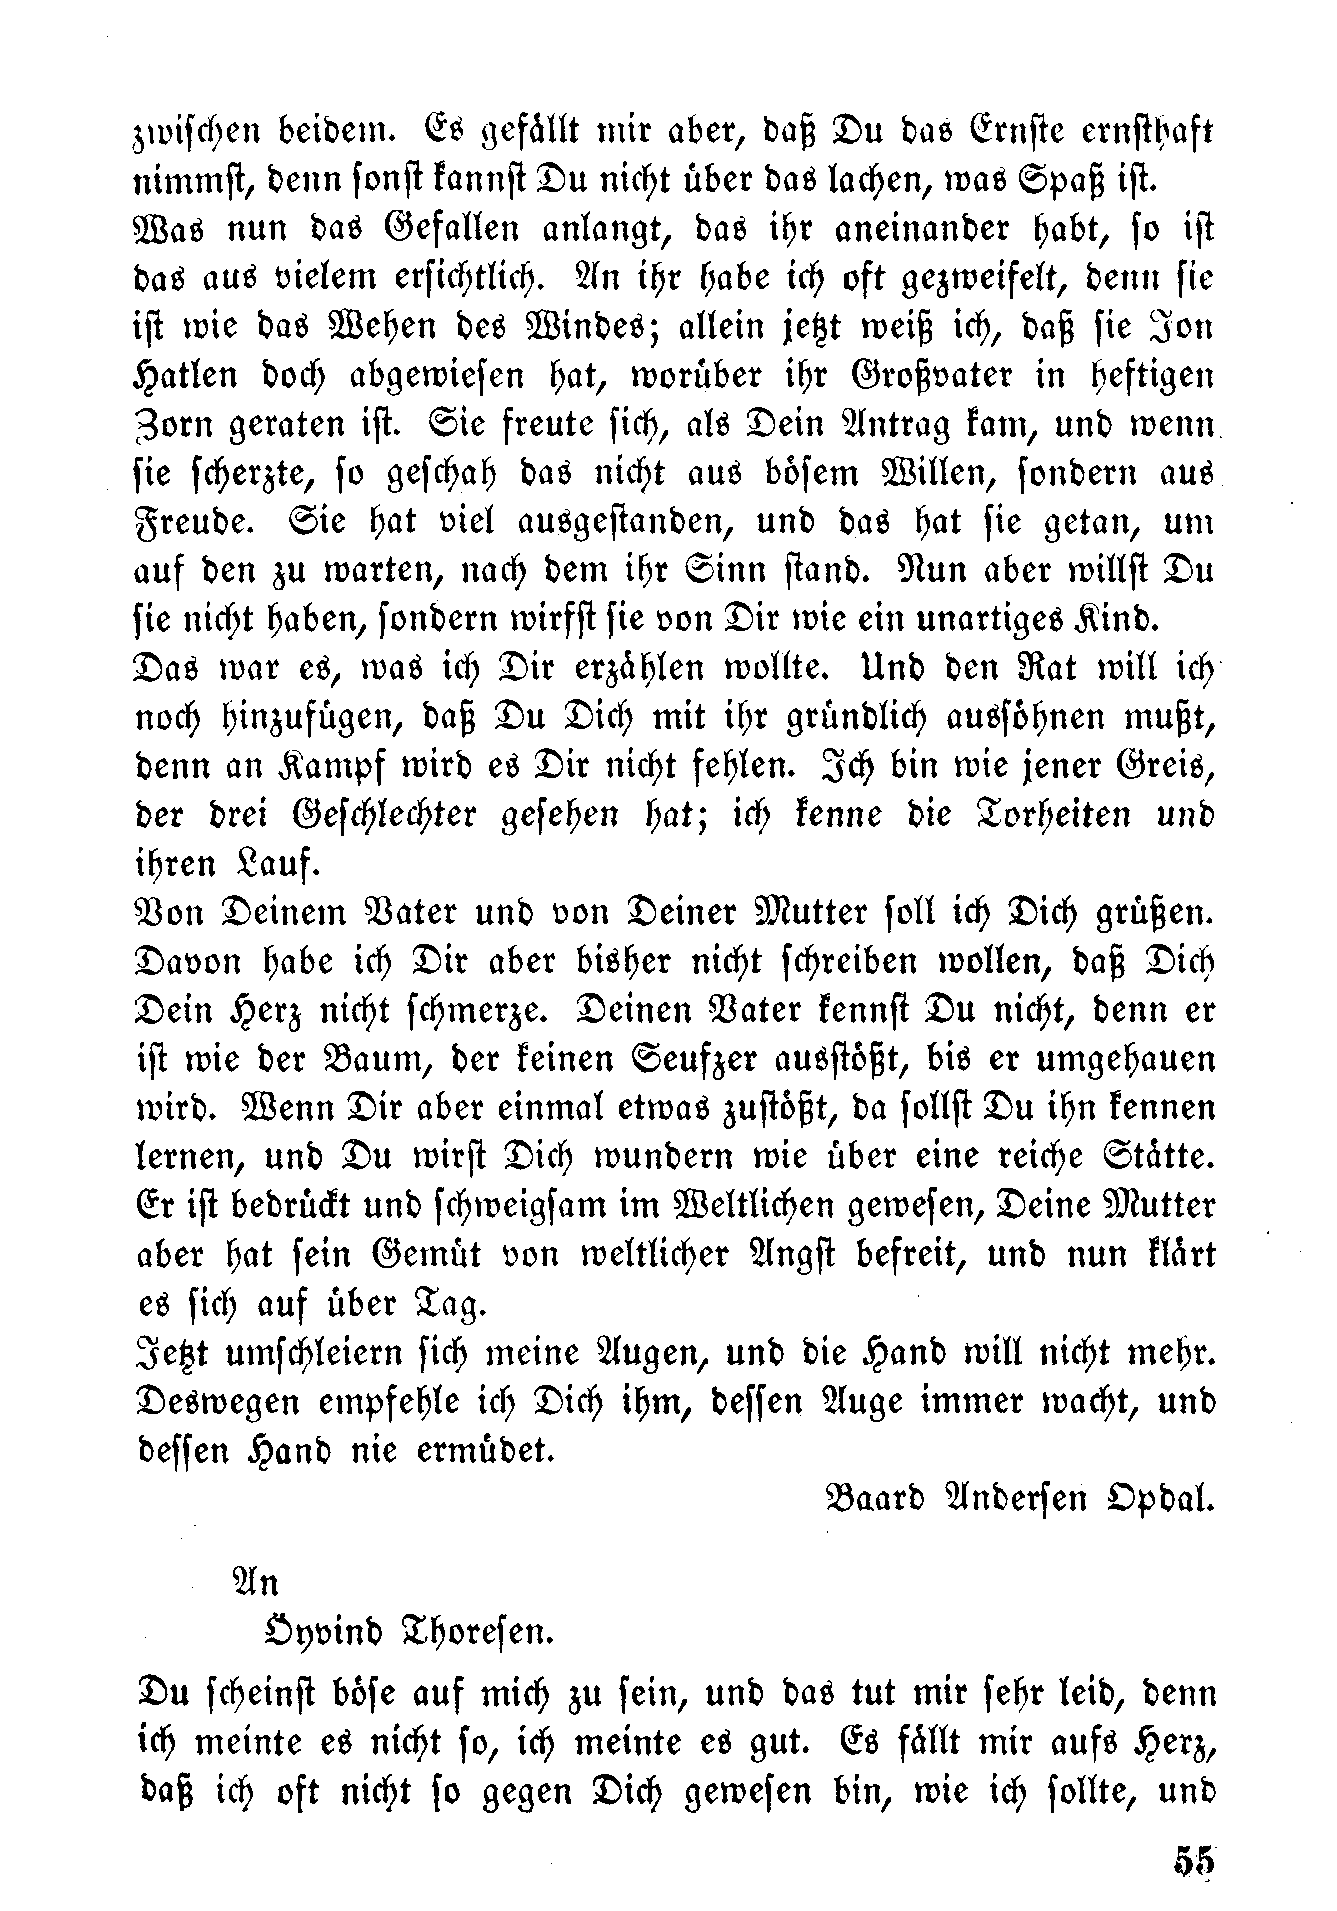 zwischen beidem. Es gefällt mir aber, daß Du das Ernste ernsthaft
nimmst, denn sonst kannst Du nicht über das lachen, was Spaß ist.
Was nun das Gefallen anlangt, das ihr aneinander habt, so ist
das aus vielem ersichtlich. An ihr habe ich oft gezweifelt, denn sie
ist wie das Wehen des Windes; allein jetzt weiß ich, daß sie Jon
Hatlen doch abgewiesen hat, worüber ihr Großvater in heftigen
Zorn geraten ist. Sie freute sich, als Dein Antrag kam, und wenn
sie scherzte, so geschah das nicht aus bösem Willen, sondern aus
Freude. Sie hat viel ausgestanden, und das hat sie getan, um
auf den zu warten, nach dem ihr Sinn stand. Nun aber willst Du
sie nicht haben, sondern wirfst sie von Dir wie ein unartiges Kind.
Das war es, was ich Dir erzählen wollte. Und den Rat will ich
noch hinzufügen, daß Du Dich mit ihr gründlich aussöhnen mußt,
denn an Kampf wird es Dir nicht fehlen. Ich bin wie jener Greis,
der drei Geschlechter gesehen hat; ich kenne die Torheiten und
ihren Lauf.
Von Deinem Vater und von Deiner Mutter soll ich Dich grüßen.
Davon habe ich Dir aber bisher nicht schreiben wollen, daß Dich
Dein Herz nicht schmerze. Deinen Vater kennst Du nicht, denn er
ist wie der Baum, der keinen Seufzer ausstößt, bis er umgehauen
wird. Wenn Dir aber einmal etwas zustößt, da sollst Du ihn kennen
lernen, und Du wirst Dich wundern wie über eine reiche Stätte.
Er ist bedrückt und schweigsam im Weltlichen gewesen, Deine Mutter
aber hat sein Gemüt von weltlicher Angst befreit, und nun klärt
es sich auf über Tag.
Jetzt umschleiern sich meine Augen, und die Hand will nicht mehr.
Deswegen empfehle ich Dich ihm, dessen Auge immer wacht, und
dessen Hand nie ermüdet.
Baard Andersen Opdal.
An
Öyvind Thoresen.
Du scheinst böse auf mich zu sein, und das tut mir sehr leid, denn
ich meinte es nicht so, ich meinte es gut. Es fällt mir aufs Herz,
daß ich oft nicht so gegen Dich gewesen bin, wie ich sollte, und
55